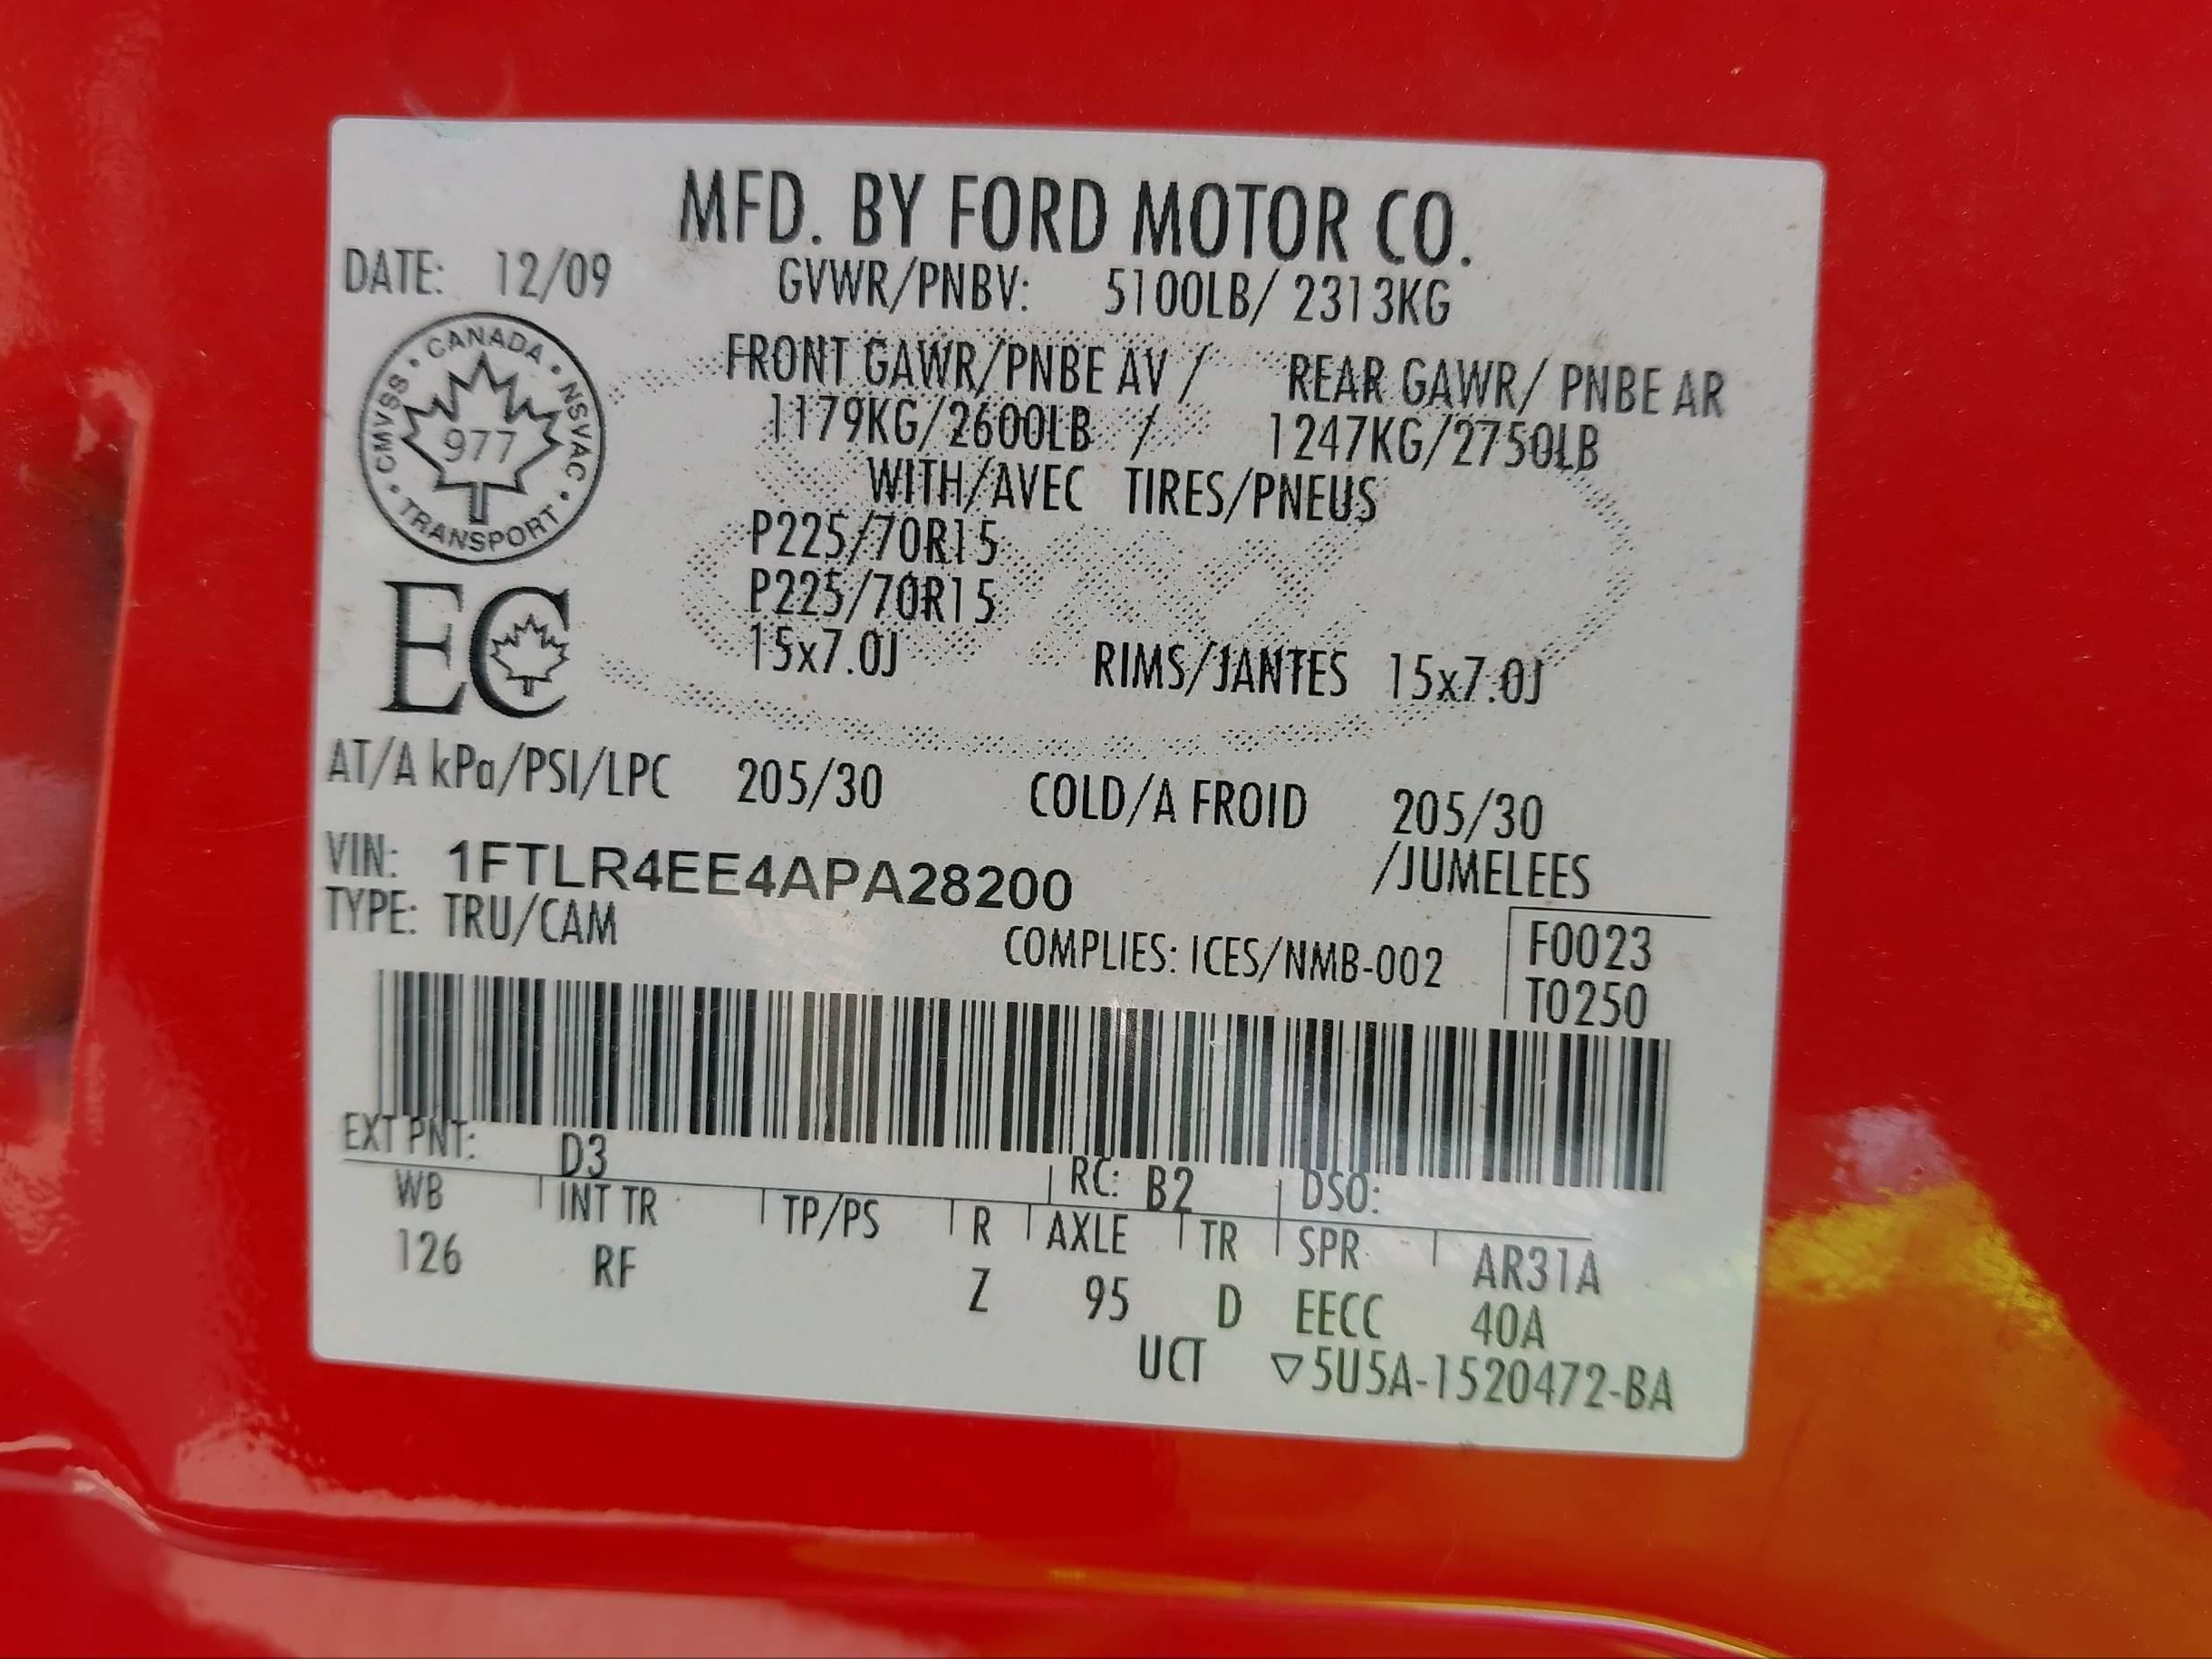 MFD. BY FORD MOTOR CO.
DATE: 12/09
GVWR/PNBV: 5100LB/ 2313KG
CANADA · NSVAC · TRANSPORT · CMVSS ·
977
FRONT GAWR/PNBE AV / REAR GAWR/ PNBE AR
1179KG/2600LB / 1247KG/2750LB
WITH/AVEC TIRES/PNEUS
P225/70R15
P225/70R15
15x7.0J RIMS/JANTES 15x7.0J
EC
AT/A kPa/PSI/LPC 205/30 COLD/A FROID 205/30
/JUMELEES
VIN: 1FTLR4EE4APA28200
TYPE: TRU/CAM
COMPLIES: ICES/NMB-002
F0023
T0250
EXT PNT: D3 RC: B2 DSO:
WB INT TR TP/PS R AXLE TR SPR AR31A
126 RF Z 95 D EECC 40A
UCT ▽5U5A-1520472-BA